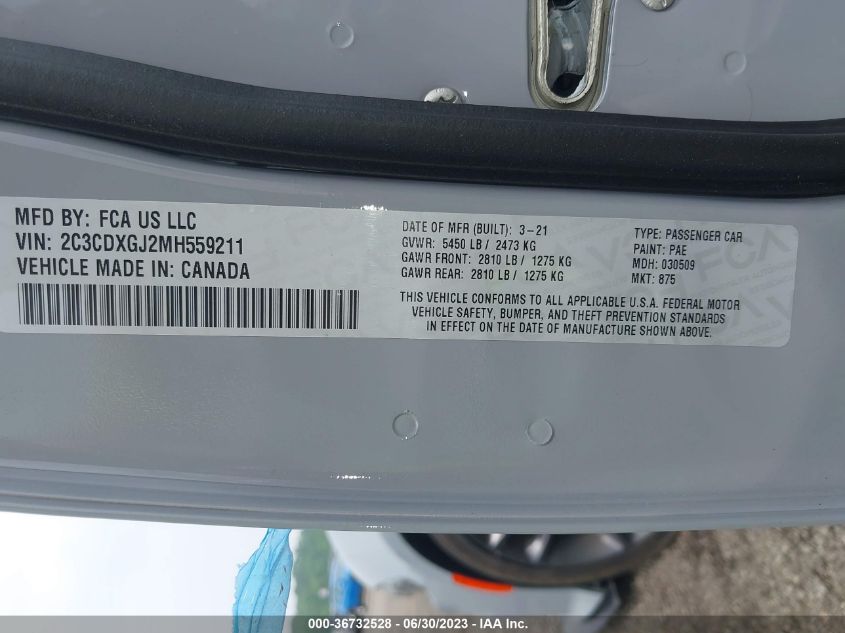 MFD BY: FCA US LLC
VIN: 2C3CDXGJ2MH559211
VEHICLE MADE IN: CANADA
DATE OF MFR (BUILT): 3-21
GVWR: 5450 LB / 2473 KG
GAWR FRONT: 2810 LB / 1275 KG
GAWR REAR: 2810 LB / 1275 KG
TYPE: PASSENGER CAR
PAINT: PAE
MDH: 030509
MKT: 875
THIS VEHICLE CONFORMS TO ALL APPLICABLE U.S.A. FEDERAL MOTOR
VEHICLE SAFETY, BUMPER, AND THEFT PREVENTION STANDARDS
IN EFFECT ON THE DATE OF MANUFACTURE SHOWN ABOVE.
000-36732528 - 06/30/2023 - IAA Inc.